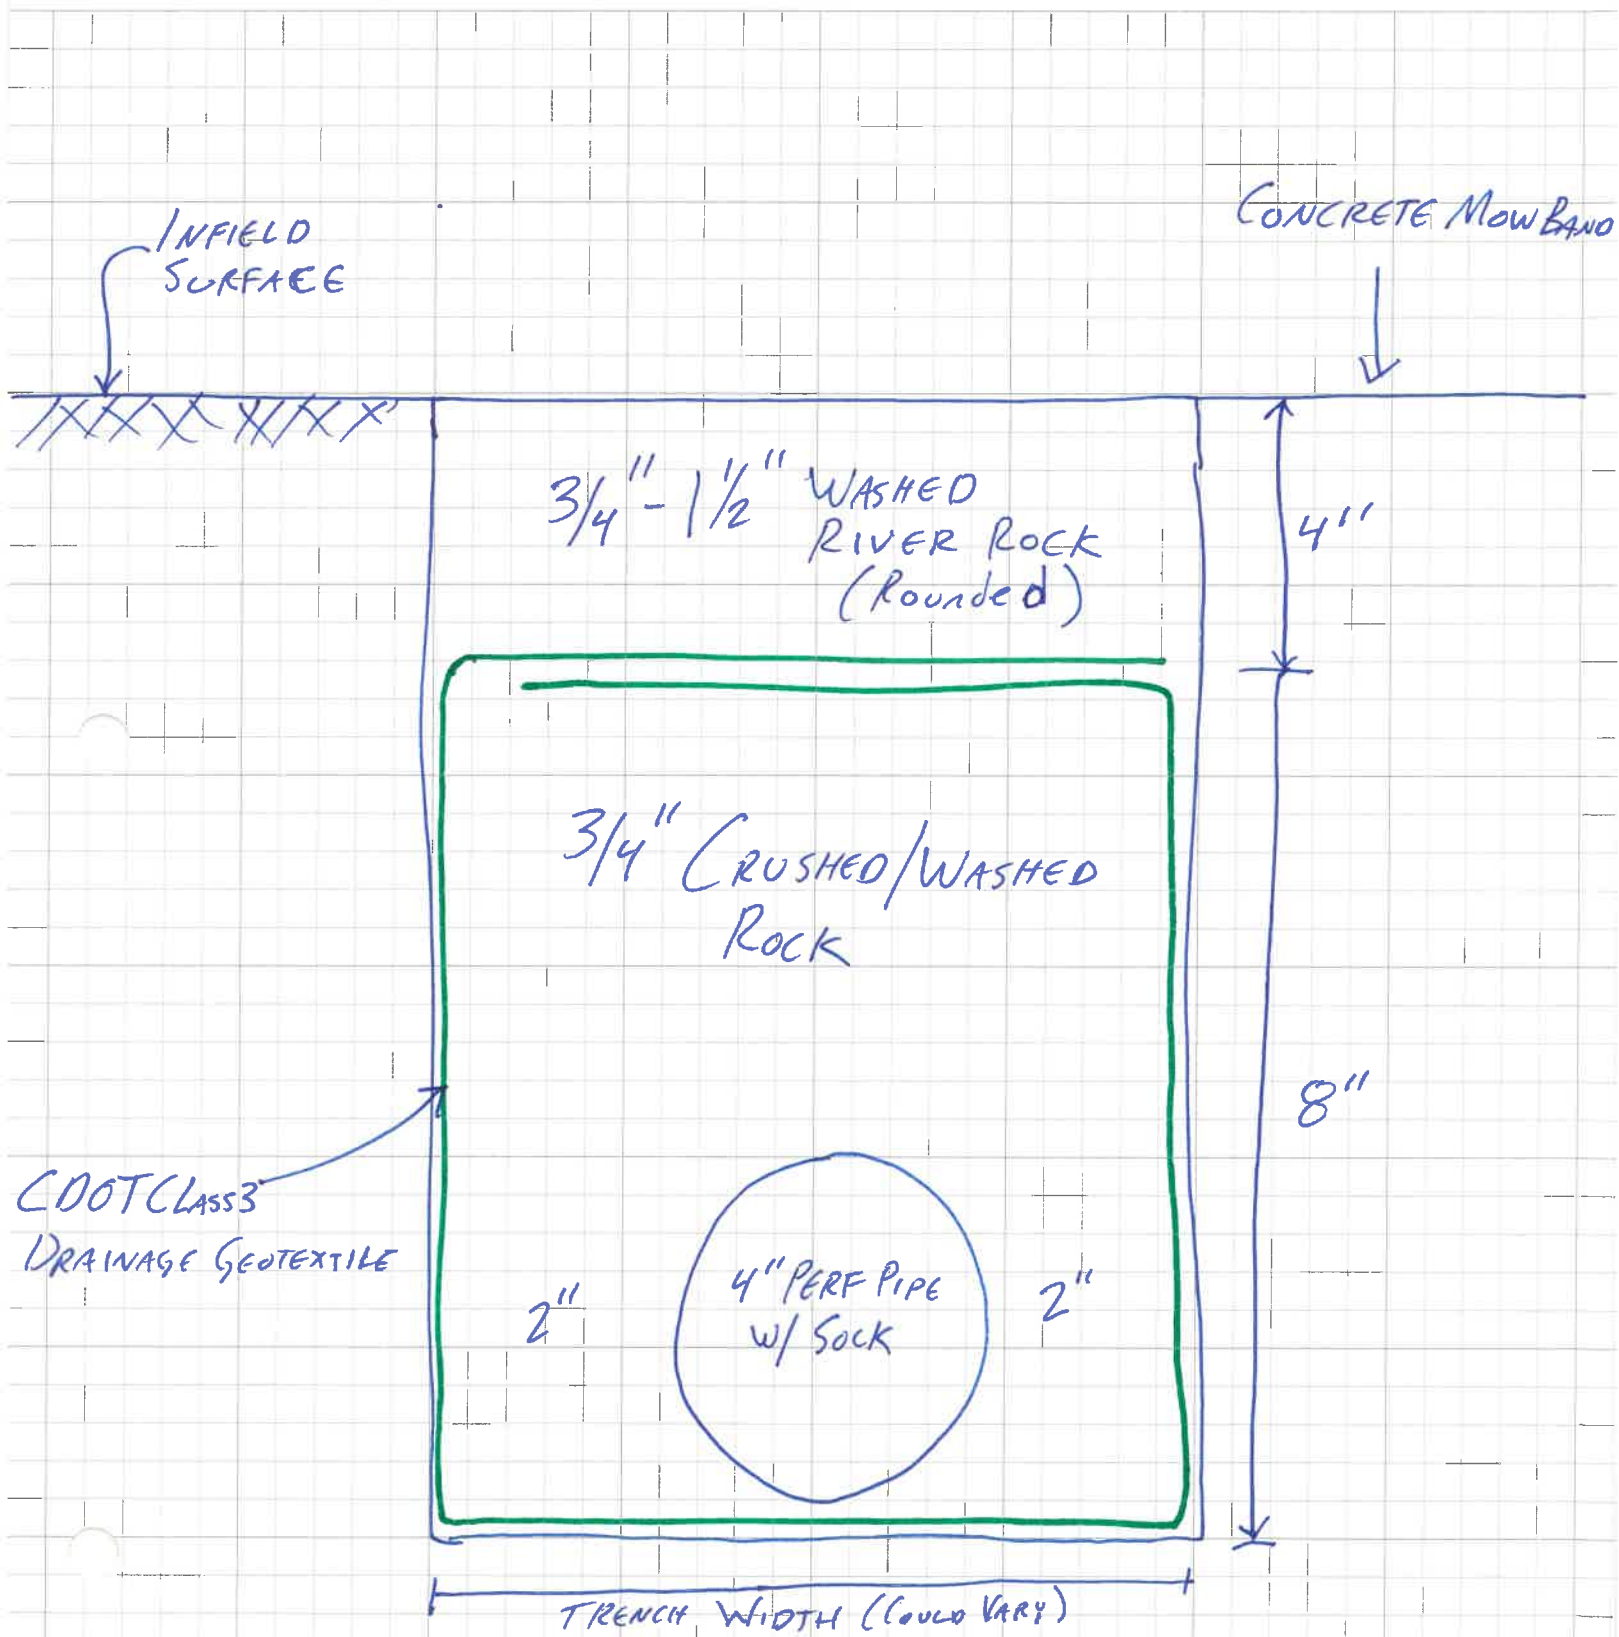 INFIELD
SURFACE
CONCRETE MOW BAND
3/4" - 1 1/2" WASHED
RIVER ROCK
(Rounded)
4"
3/4" CRUSHED/WASHED
ROCK
8"
CDOT CLASS 3
DRAINAGE GEOTEXTILE
2"
4" PERF PIPE
W/ SOCK
2"
TRENCH WIDTH (COULD VARY)